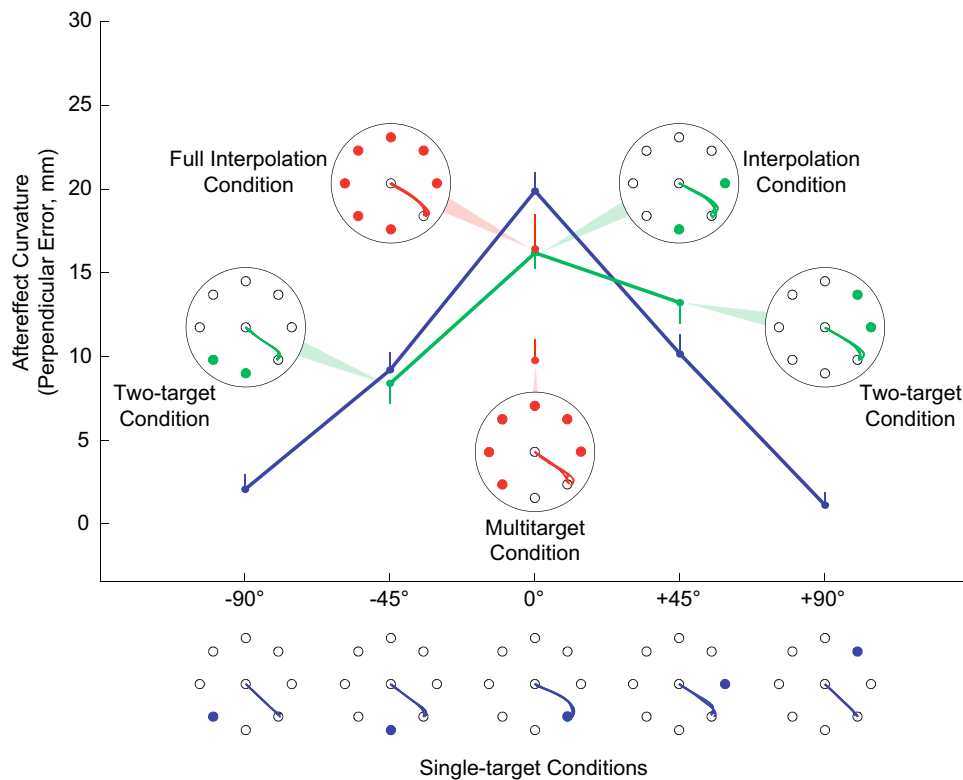 Aftereffect Curvature
(Perpendicular Error, mm)
30
25
20
15
10
5
0
Full Interpolation
Condition
Interpolation
Condition
Two-target
Condition
Two-target
Condition
Multitarget
Condition
-90°
-45°
0°
+45°
+90°
Single-target Conditions